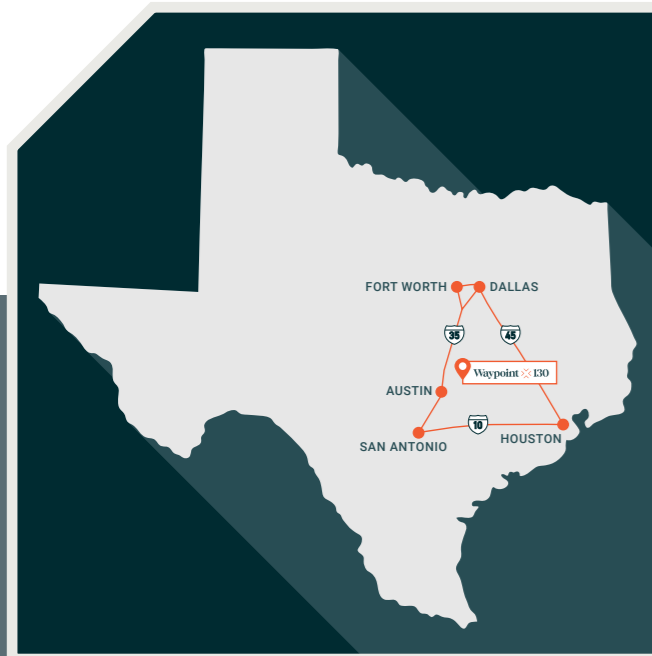 FORT WORTH
DALLAS
35
45
Waypoint 130
AUSTIN
10
HOUSTON
SAN ANTONIO